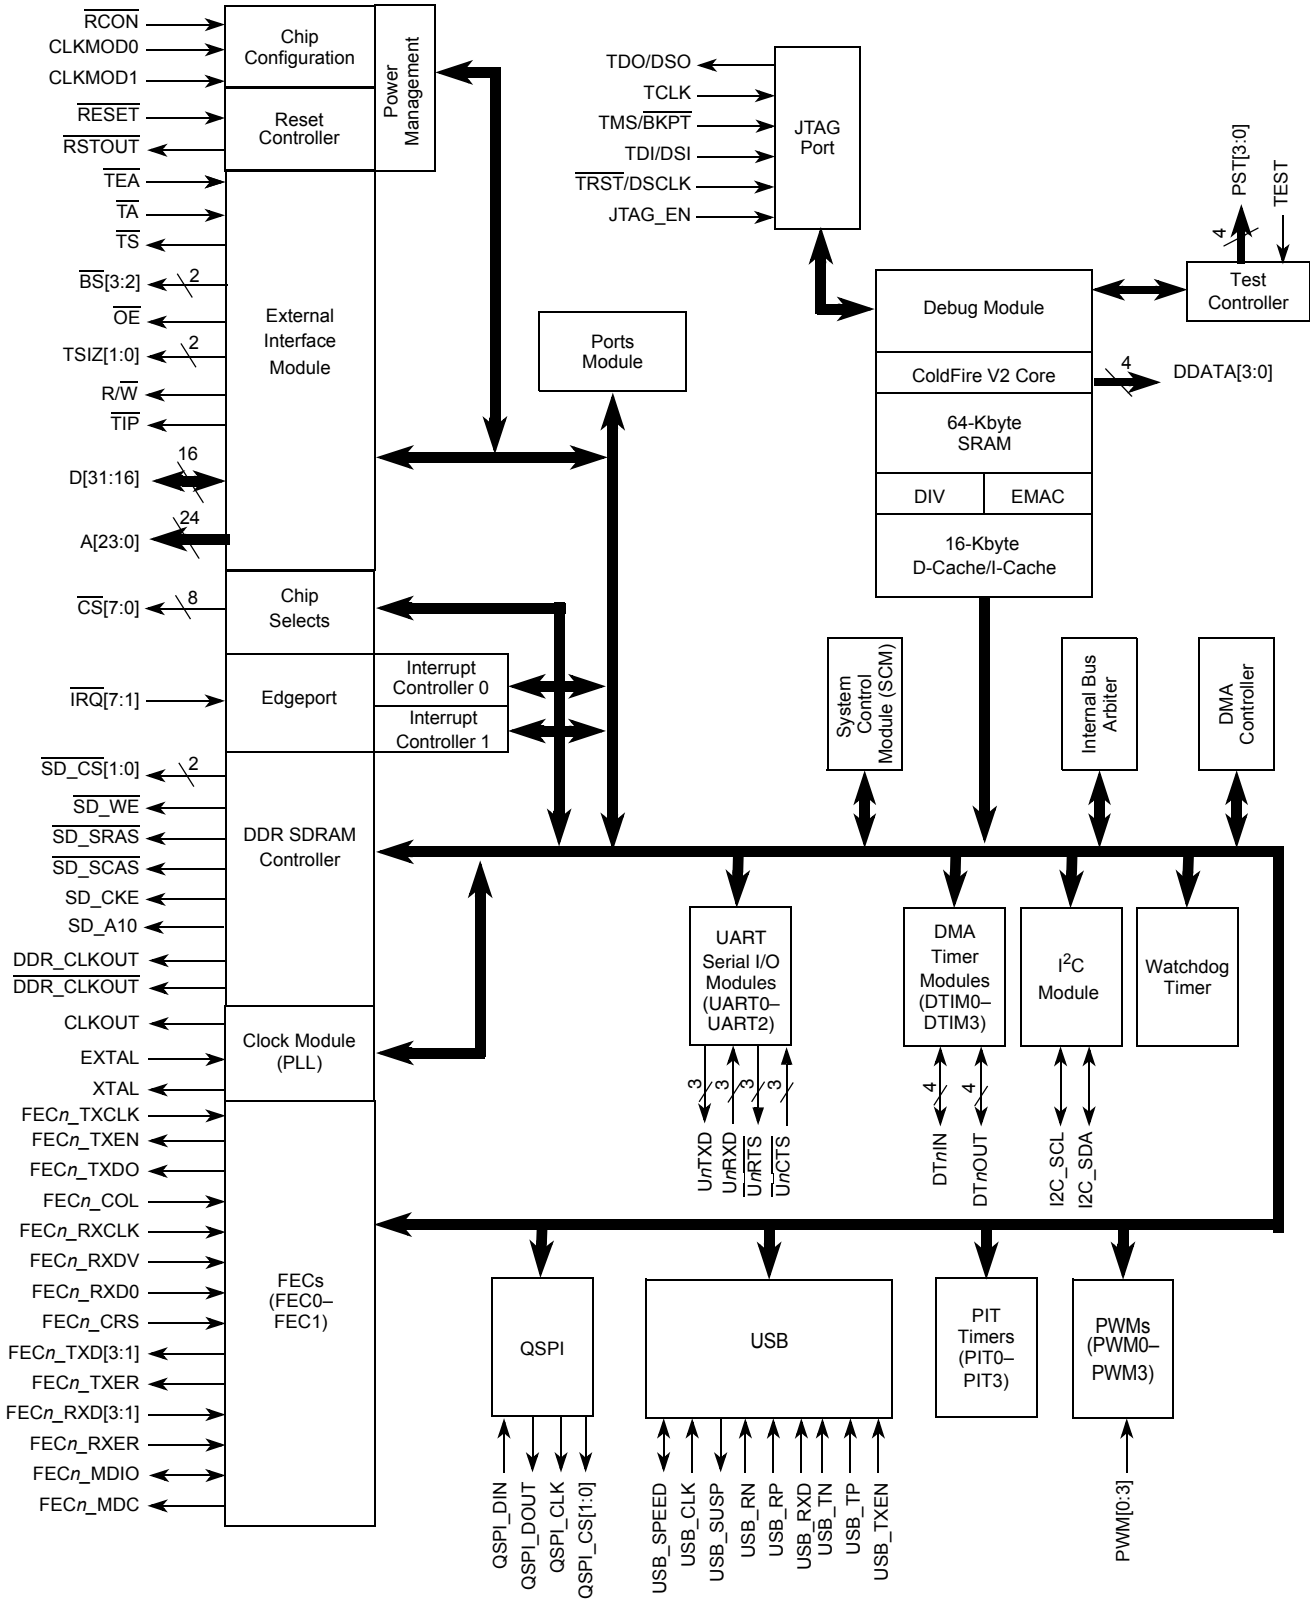 RCON
CLKMOD0
CLKMOD1
RESET
RSTOUT
TEA
TA
TS
BS[3:2]
2
OE
TSIZ[1:0]
2
R/W
TIP
D[31:16]
16
A[23:0]
24
CS[7:0]
8
IRQ[7:1]
SD_CS[1:0]
2
SD_WE
SD_SRAS
SD_SCAS
SD_CKE
SD_A10
DDR_CLKOUT
DDR_CLKOUT
CLKOUT
EXTAL
XTAL
FECn_TXCLK
FECn_TXEN
FECn_TXDO
FECn_COL
FECn_RXCLK
FECn_RXDV
FECn_RXD0
FECn_CRS
FECn_TXD[3:1]
FECn_TXER
FECn_RXD[3:1]
FECn_RXER
FECn_MDIO
FECn_MDC
Chip
Configuration
Power
Management
Reset
Controller
External
Interface
Module
Chip
Selects
Edgeport
Interrupt
Controller 0
Interrupt
Controller 1
DDR SDRAM
Controller
Clock Module
(PLL)
FECs
(FEC0–
FEC1)
TDO/DSO
TCLK
TMS/BKPT
TDI/DSI
TRST/DSCLK
JTAG_EN
JTAG
Port
Ports
Module
PST[3:0]
4
TEST
Test
Controller
Debug Module
ColdFire V2 Core
4
DDATA[3:0]
64-Kbyte
SRAM
DIV
EMAC
16-Kbyte
D-Cache/I-Cache
System
Control
Module (SCM)
Internal Bus
Arbiter
DMA
Controller
UART
Serial I/O
Modules
(UART0–
UART2)
3
3
3
3
UnTXD
UnRXD
UnRTS
UnCTS
DMA
Timer
Modules
(DTIM0–
DTIM3)
4
4
DTnIN
DTnOUT
I2C
Module
I2C_SCL
I2C_SDA
Watchdog
Timer
QSPI
QSPI_DIN
QSPI_DOUT
QSPI_CLK
QSPI_CS[1:0]
USB
USB_SPEED
USB_CLK
USB_SUSP
USB_RN
USB_RP
USB_RXD
USB_TN
USB_TP
USB_TXEN
PIT
Timers
(PIT0–
PIT3)
PWMs
(PWM0–
PWM3)
PWM[0:3]